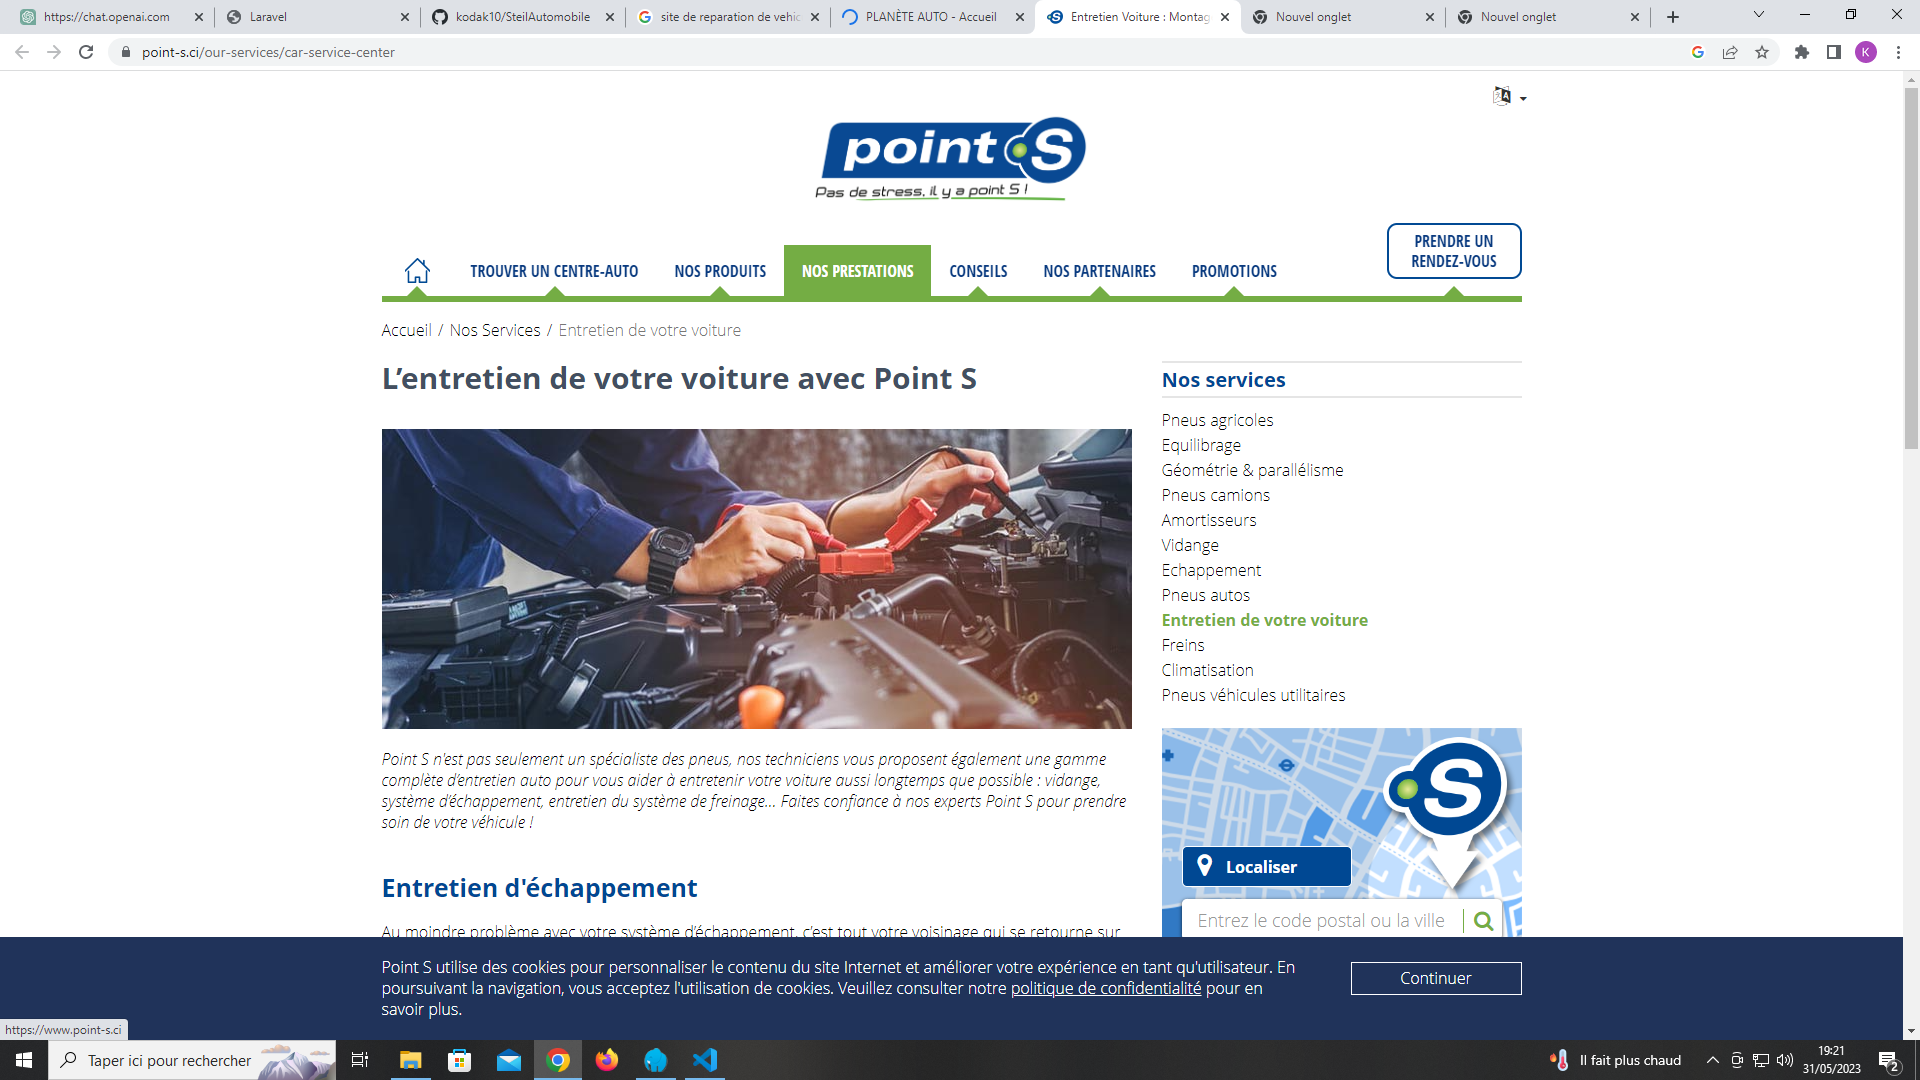 https://chat.openai.com
Laravel
kodak10/SteilAutomobile
site de reparation de vehic
PLANÈTE AUTO - Accueil
Entretien Voiture : Montag
Nouvel onglet
Nouvel onglet
point-s.ci/our-services/car-service-center
K
point S
Pas de stress, il y a point S !
TROUVER UN CENTRE-AUTO
NOS PRODUITS
NOS PRESTATIONS
CONSEILS
NOS PARTENAIRES
PROMOTIONS
PRENDRE UN
RENDEZ-VOUS
Accueil / Nos Services / Entretien de votre voiture
L’entretien de votre voiture avec Point S
Point S n'est pas seulement un spécialiste des pneus, nos techniciens vous proposent également une gamme
complète d’entretien auto pour vous aider à entretenir votre voiture aussi longtemps que possible : vidange,
système d’échappement, entretien du système de freinage... Faites confiance à nos experts Point S pour prendre
soin de votre véhicule !
Entretien d'échappement
Au moindre problème avec votre système d’échappement, c’est tout votre voisinage qui se retourne sur
Nos services
Pneus agricoles
Equilibrage
Géométrie & parallélisme
Pneus camions
Amortisseurs
Vidange
Echappement
Pneus autos
Entretien de votre voiture
Freins
Climatisation
Pneus véhicules utilitaires
S
Localiser
Entrez le code postal ou la ville
Point S utilise des cookies pour personnaliser le contenu du site Internet et améliorer votre expérience en tant qu'utilisateur. En
poursuivant la navigation, vous acceptez l'utilisation de cookies. Veuillez consulter notre politique de confidentialité pour en
savoir plus.
Continuer
https://www.point-s.ci
Taper ici pour rechercher
Il fait plus chaud
19:21
31/05/2023
2